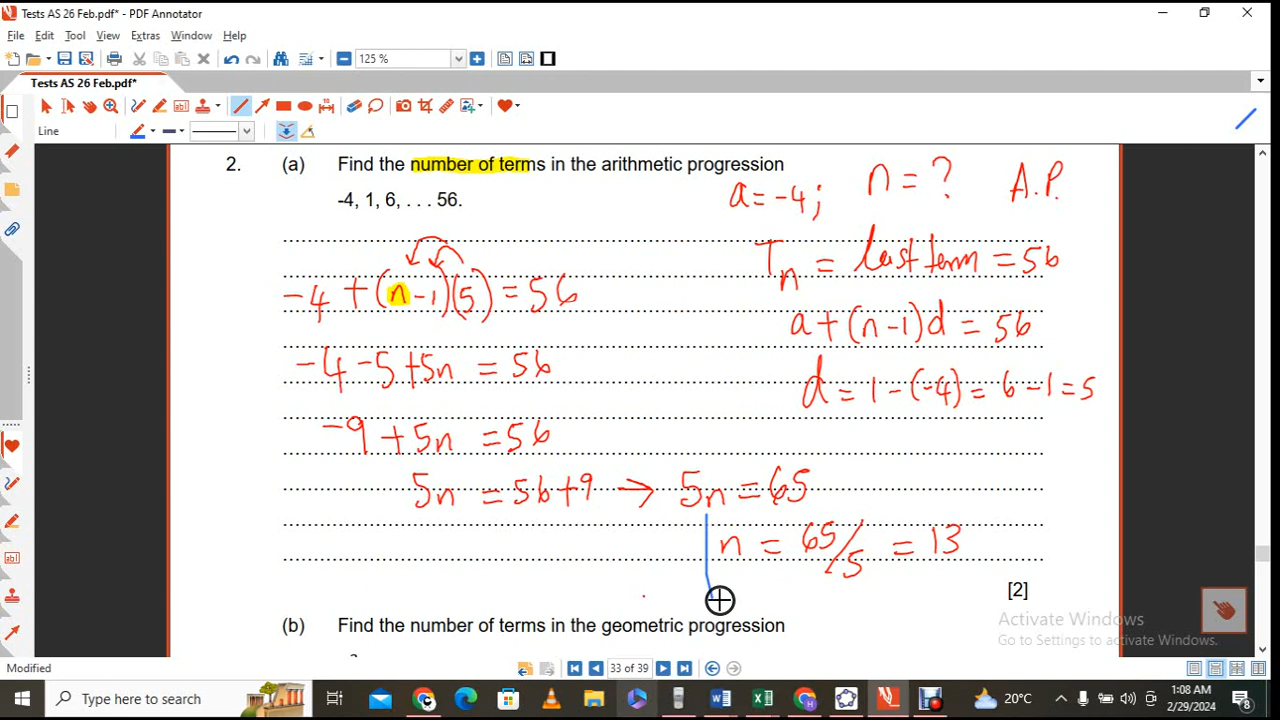 Tests AS 26 Feb.pdf* - PDF Annotator
File Edit Tool View Extras Window Help
125 %
Tests AS 26 Feb.pdf*
Line
2. (a) Find the number of terms in the arithmetic progression
-4, 1, 6, . . . 56.
a = -4; n = ? A.P.
Tn = last term = 56
-4 + (n-1)(5) = 56
a+(n-1)d = 56
-4 -5 +5n = 56
d = 1 - (-4) = 6 - 1 = 5
-9 + 5n = 56
5n = 56+9 → 5n = 65
n = 65/5 = 13
[2]
(b) Find the number of terms in the geometric progression
Activate Windows
Go to Settings to activate Windows.
Modified
33 of 39
Type here to search
20°C
1:08 AM
2/29/2024
8